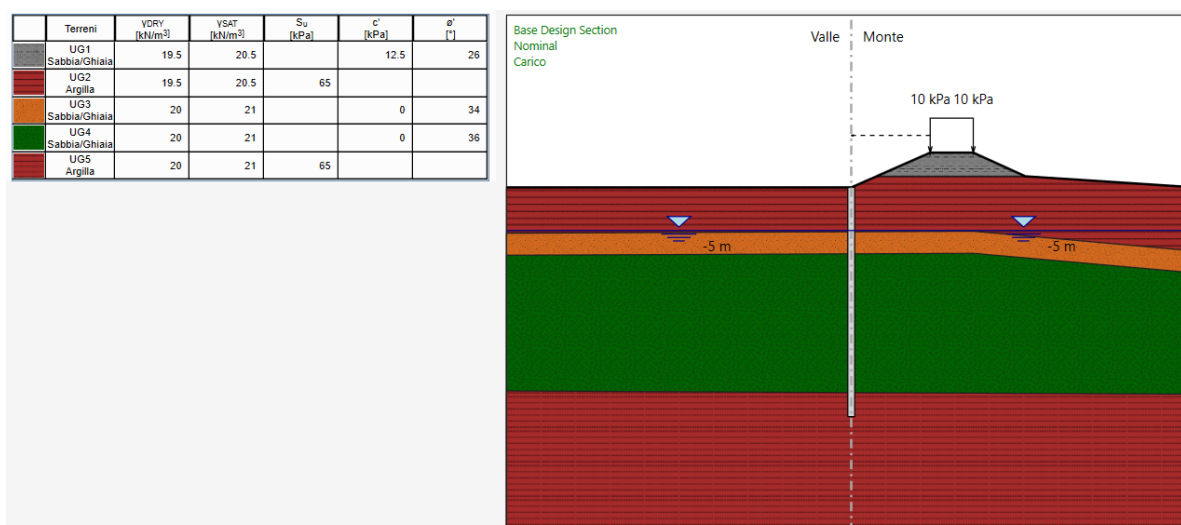 Terreni γDRY [kN/m³] γSAT [kN/m³] Su [kPa] c' [kPa] ø' [°]
UG1 Sabbia/Ghiaia 19.5 20.5 12.5 26
UG2 Argilla 19.5 20.5 65
UG3 Sabbia/Ghiaia 20 21 0 34
UG4 Sabbia/Ghiaia 20 21 0 36
UG5 Argilla 20 21 65
Base Design Section
Nominal
Carico
Valle Monte
10 kPa 10 kPa
-5 m -5 m